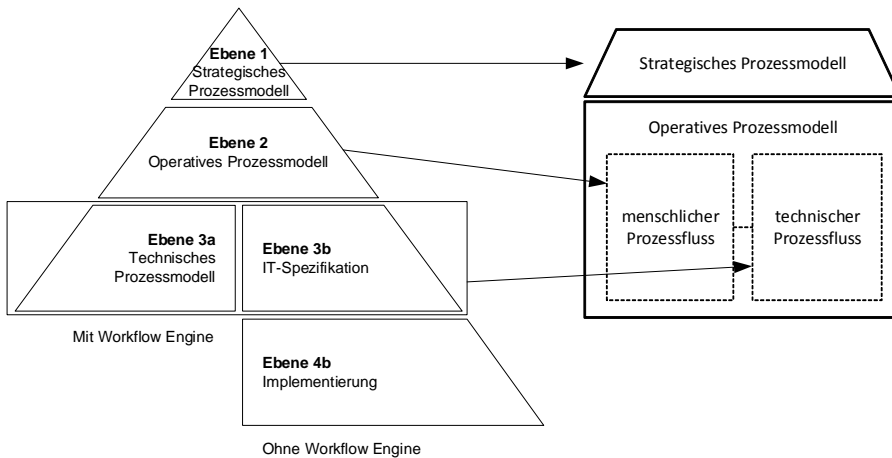 Ebene 1
Strategisches
Prozessmodell
Ebene 2
Operatives Prozessmodell
Ebene 3a
Technisches
Prozessmodell
Ebene 3b
IT-Spezifikation
Mit Workflow Engine
Ebene 4b
Implementierung
Ohne Workflow Engine
Strategisches Prozessmodell
Operatives Prozessmodell
menschlicher
Prozessfluss
technischer
Prozessfluss